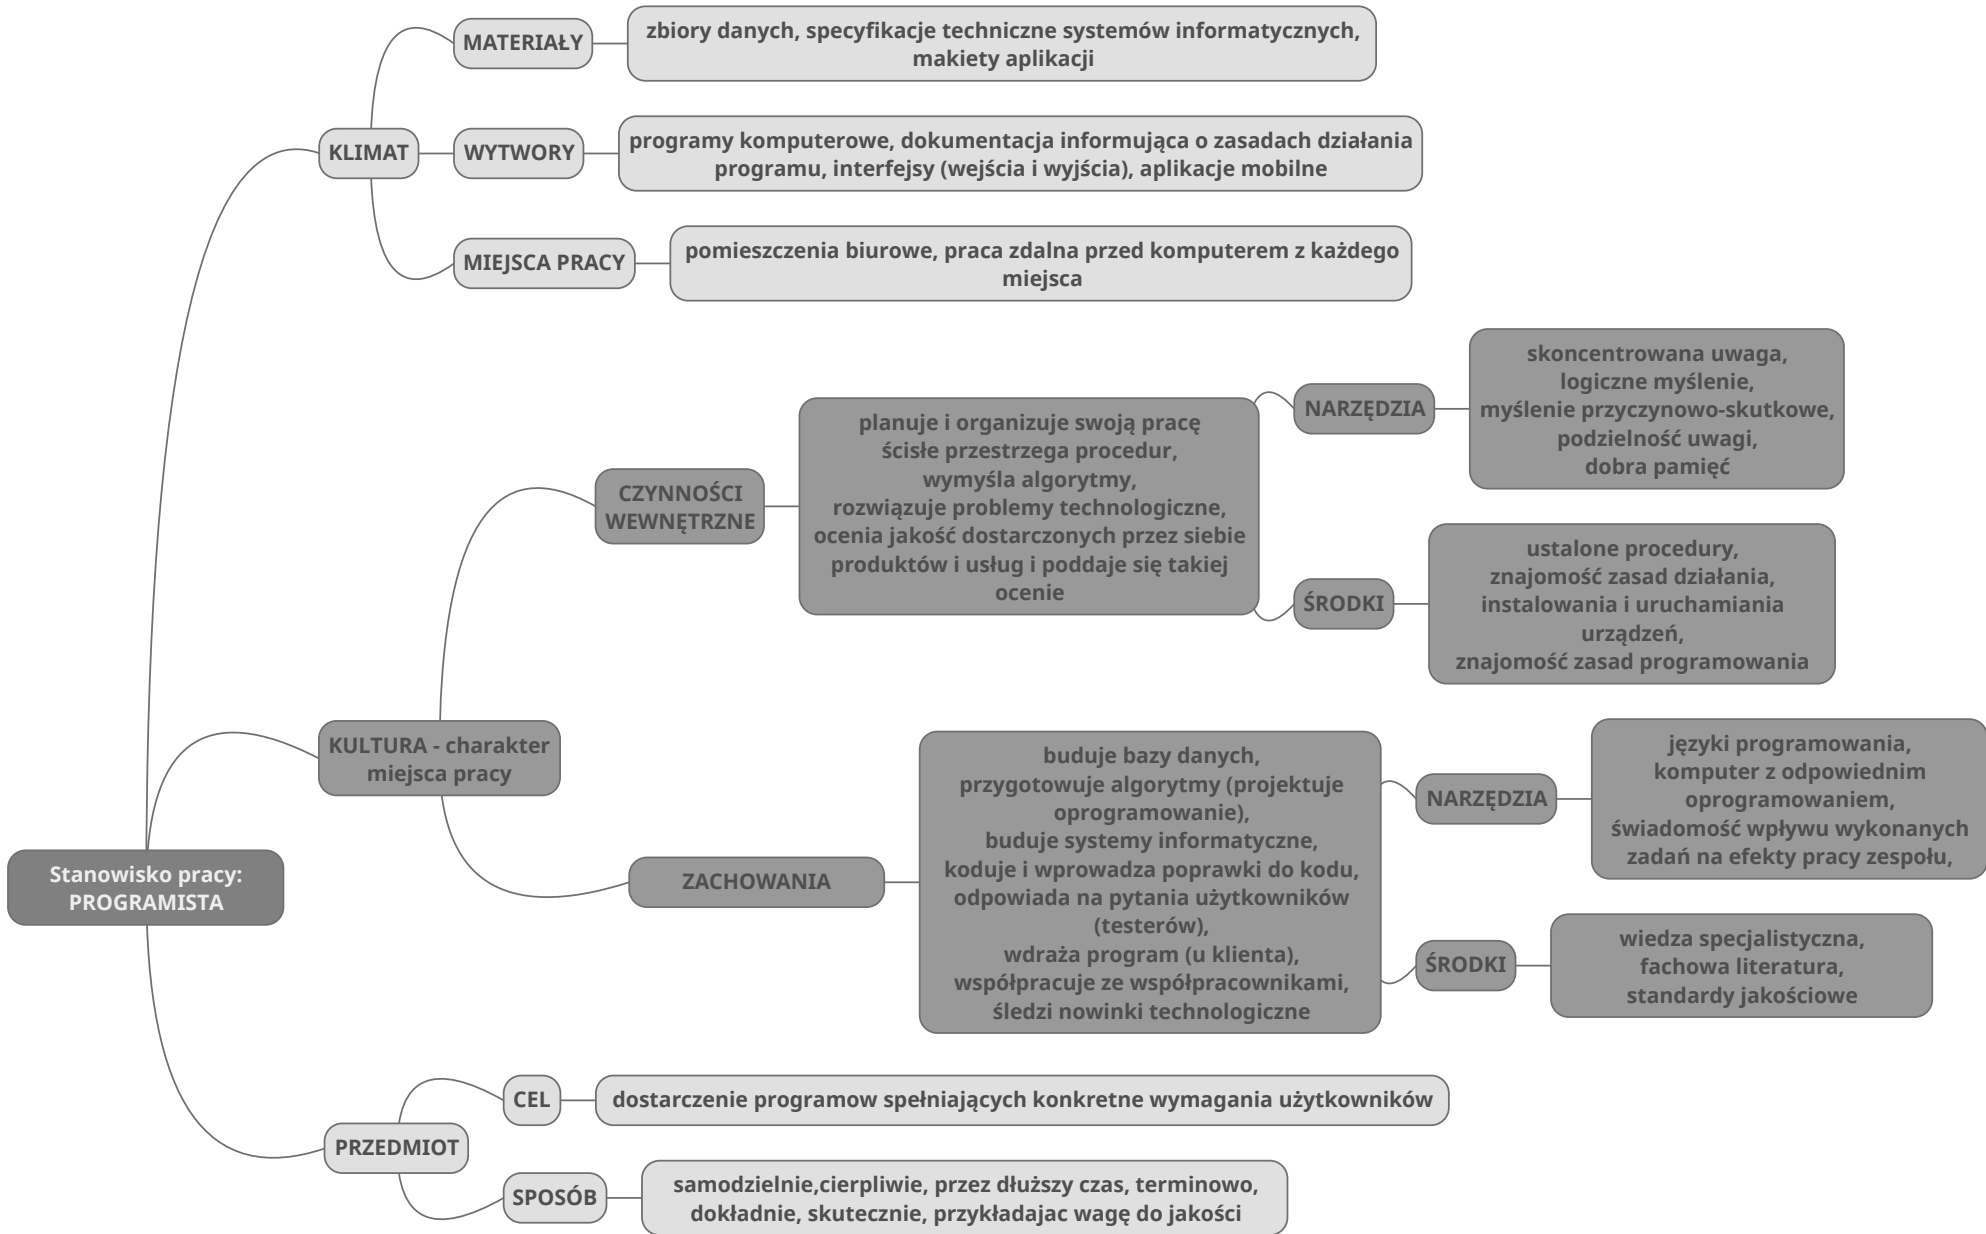 MATERIAŁY
zbiory danych, specyfikacje techniczne systemów informatycznych,
makiety aplikacji
KLIMAT
WYTWORY
programy komputerowe, dokumentacja informująca o zasadach działania
programu, interfejsy (wejścia i wyjścia), aplikacje mobilne
MIEJSCA PRACY
pomieszczenia biurowe, praca zdalna przed komputerem z każdego
miejsca
CZYNNOŚCI
WEWNĘTRZNE
planuje i organizuje swoją pracę
ścisłe przestrzega procedur,
wymyśla algorytmy,
rozwiązuje problemy technologiczne,
ocenia jakość dostarczonych przez siebie
produktów i usług i poddaje się takiej
ocenie
NARZĘDZIA
skoncentrowana uwaga,
logiczne myślenie,
myślenie przyczynowo-skutkowe,
podzielność uwagi,
dobra pamięć
ŚRODKI
ustalone procedury,
znajomość zasad działania,
instalowania i uruchamiania
urządzeń,
znajomość zasad programowania
KULTURA - charakter
miejsca pracy
ZACHOWANIA
buduje bazy danych,
przygotowuje algorytmy (projektuje
oprogramowanie),
buduje systemy informatyczne,
koduje i wprowadza poprawki do kodu,
odpowiada na pytania użytkowników
(testerów),
wdraża program (u klienta),
współpracuje ze współpracownikami,
śledzi nowinki technologiczne
NARZĘDZIA
języki programowania,
komputer z odpowiednim
oprogramowaniem,
świadomość wpływu wykonanych
zadań na efekty pracy zespołu,
ŚRODKI
wiedza specjalistyczna,
fachowa literatura,
standardy jakościowe
Stanowisko pracy:
PROGRAMISTA
PRZEDMIOT
CEL
dostarczenie programow spełniających konkretne wymagania użytkowników
SPOSÓB
samodzielnie,cierpliwie, przez dłuższy czas, terminowo,
dokładnie, skutecznie, przykładajac wagę do jakości